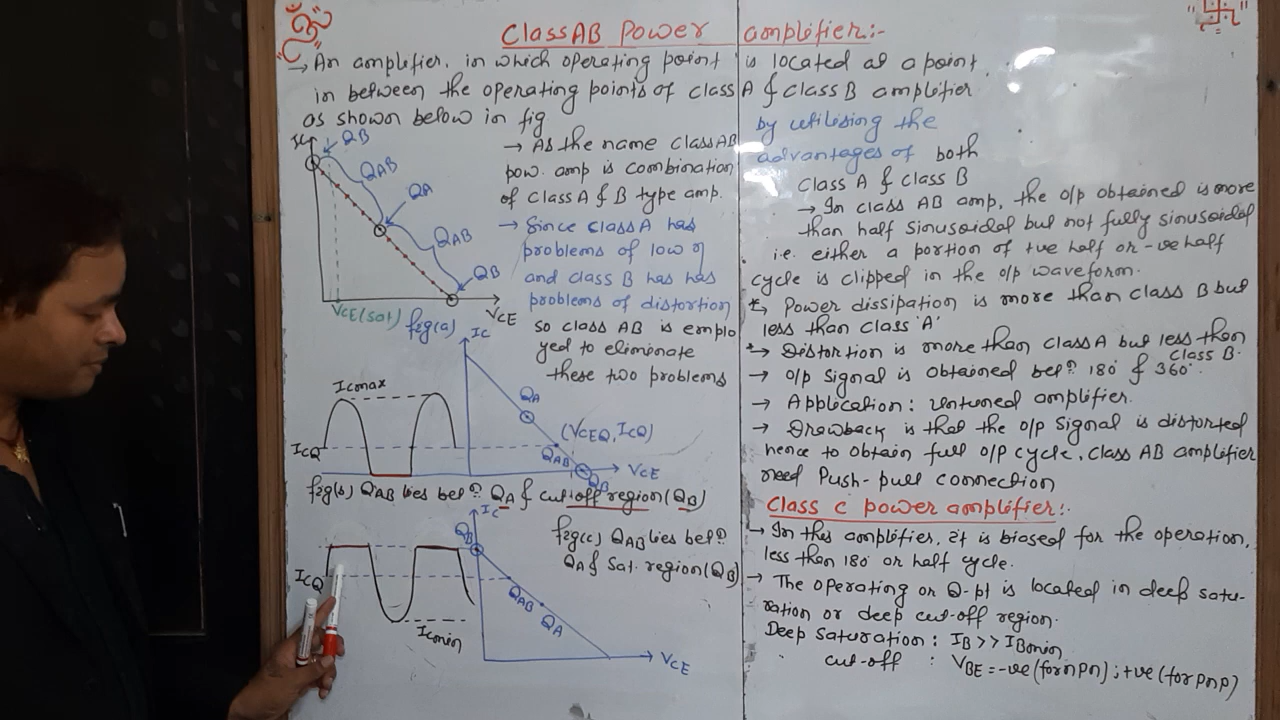 Class AB Power amplifier:-
→ An amplifier, in which operating point is located at a point
in between the operating points of class A & class B amplifier
as shown below in fig
IC
QB
QAB
QA
QAB
QB
VCE(sat)
VCE
fig(a)
→ As the name class AB
pow. amp is combination
of class A & B type amp.
→ Since class A has
problems of low η
and class B has has
problems of distortion
so class AB is emplo
yed to eliminate
these two problems
IC
ICmax
ICQ
QA
(VCEQ, ICQ)
QAB
QB
VCE
fig(b) QAB lies betn QA & cut-off region (QB)
IC
QB
fig(c) QAB lies betn
QA & Sat. region (QB)
ICQ
QAB
QA
ICmin
VCE
by utilising the
advantages of both
class A & class B
→ In class AB amp, the o/p obtained is more
than half sinusoidal but not fully sinusoidal
i.e. either a portion of +ve half or -ve half
cycle is clipped in the o/p waveform.
→ Power dissipation is more than class B but
less than class 'A'
→ Distortion is more than class A but less then
class B.
→ o/p signal is obtained betn 180° & 360°.
→ Application: untuned amplifier.
→ Drawback is that the o/p signal is distorted
hence to obtain full o/p cycle, class AB amplifier
need Push-pull connection
Class C power amplifier:-
→ In this amplifier, it is biased for the operation,
less than 180° or half cycle.
→ The operating or Q-pt is located in deep satu-
ration or deep cut-off region.
Deep saturation: IB >> IBmin
" cut-off : VBE = -ve (for npn); +ve (for pnp)